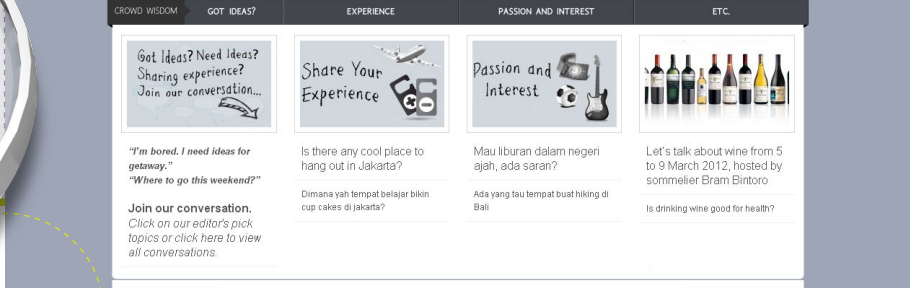 CROWD WISDOM
GOT IDEAS?
EXPERIENCE
PASSION AND INTEREST
ETC.
Got Ideas? Need Ideas?
Sharing experience?
Join our conversation...
“I'm bored. I need ideas for
getaway.”
“Where to go this weekend?”
Join our conversation.
Click on our editor's pick
topics or click here to view
all conversations.
Share Your
Experience
Is there any cool place to
hang out in Jakarta?
Dimana yah tempat belajar bikin
cup cakes di jakarta?
Passion and
Interest
Mau liburan dalam negeri
ajah, ada saran?
Ada yang tau tempat buat hiking di
Bali
Let's talk about wine from 5
to 9 March 2012, hosted by
sommelier Bram Bintoro
Is drinking wine good for health?